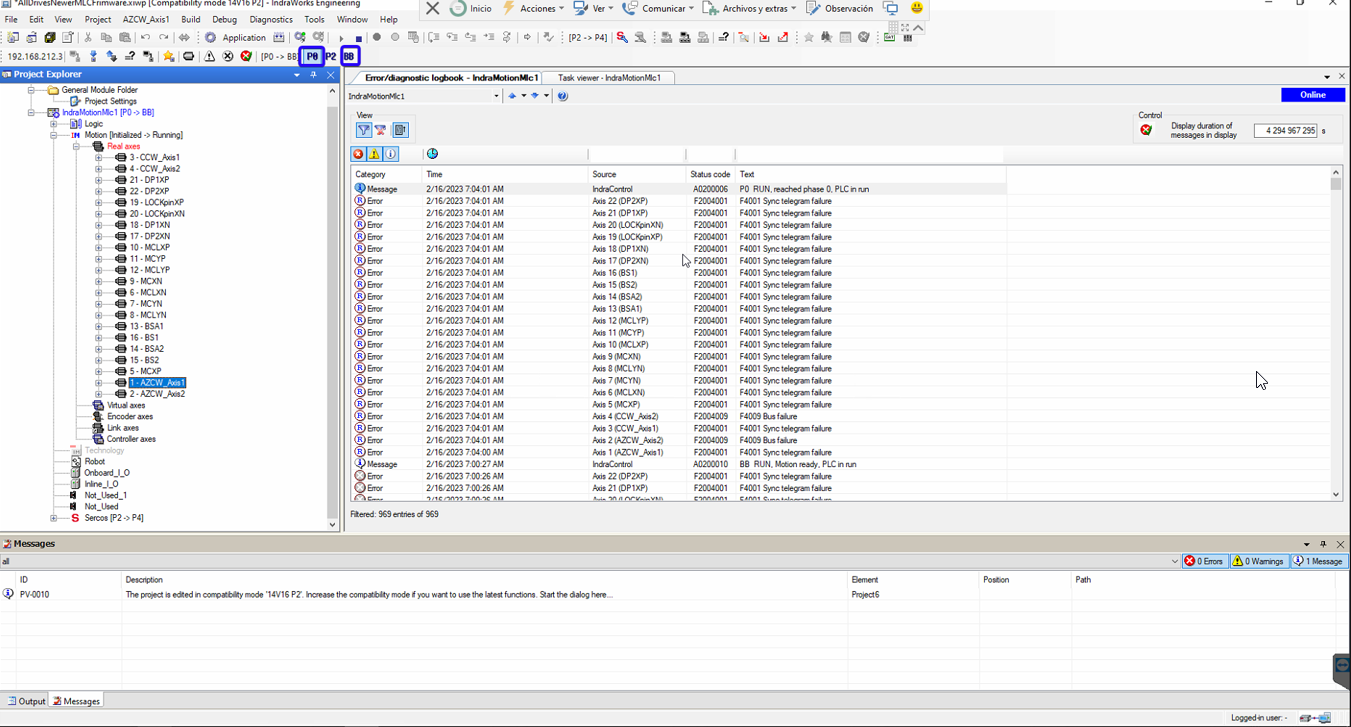 *AllDrivesNewerMLCFrimware.xiwp [Compatibility mode 14V16 P2] - IndraWorks Engineering
Inicio Acciones Ver Comunicar Archivos y extras Observación
File Edit View Project AZCW_Axis1 Build Debug Diagnostics Tools Window Help
Application [P2 -> P4]
192.168.212.3 [P0 -> BB] P0 P2 BB
Project Explorer
General Module Folder
Project Settings
IndraMotionMlc1 [P0 -> BB]
Logic
Motion [Initialized -> Running]
Real axes
3 - CCW_Axis1
4 - CCW_Axis2
21 - DP1XP
22 - DP2XP
19 - LOCKpinXP
20 - LOCKpinXN
18 - DP1XN
17 - DP2XN
10 - MCLXP
11 - MCYP
12 - MCLYP
9 - MCXN
6 - MCLXN
7 - MCYN
8 - MCLYN
13 - BSA1
16 - BS1
14 - BSA2
15 - BS2
5 - MCXP
1 - AZCW_Axis1
2 - AZCW_Axis2
Virtual axes
Encoder axes
Link axes
Controller axes
Technology
Robot
Onboard_I_O
Inline_I_O
Not_Used_1
Not_Used
Sercos [P2 -> P4]
Error/diagnostic logbook - IndraMotionMlc1 Task viewer - IndraMotionMlc1
IndraMotionMlc1 Online
View
Control
Display duration of messages in display 4 294 967 295 s
Category Time Source Status code Text
Message 2/16/2023 7:04:01 AM IndraControl A0200006 P0 RUN, reached phase 0, PLC in run
Error 2/16/2023 7:04:01 AM Axis 22 (DP2XP) F2004001 F4001 Sync telegram failure
Error 2/16/2023 7:04:01 AM Axis 21 (DP1XP) F2004001 F4001 Sync telegram failure
Error 2/16/2023 7:04:01 AM Axis 20 (LOCKpinXN) F2004001 F4001 Sync telegram failure
Error 2/16/2023 7:04:01 AM Axis 19 (LOCKpinXP) F2004001 F4001 Sync telegram failure
Error 2/16/2023 7:04:01 AM Axis 18 (DP1XN) F2004001 F4001 Sync telegram failure
Error 2/16/2023 7:04:01 AM Axis 17 (DP2XN) F2004001 F4001 Sync telegram failure
Error 2/16/2023 7:04:01 AM Axis 16 (BS1) F2004001 F4001 Sync telegram failure
Error 2/16/2023 7:04:01 AM Axis 15 (BS2) F2004001 F4001 Sync telegram failure
Error 2/16/2023 7:04:01 AM Axis 14 (BSA2) F2004001 F4001 Sync telegram failure
Error 2/16/2023 7:04:01 AM Axis 13 (BSA1) F2004001 F4001 Sync telegram failure
Error 2/16/2023 7:04:01 AM Axis 12 (MCLYP) F2004001 F4001 Sync telegram failure
Error 2/16/2023 7:04:01 AM Axis 11 (MCYP) F2004001 F4001 Sync telegram failure
Error 2/16/2023 7:04:01 AM Axis 10 (MCLXP) F2004001 F4001 Sync telegram failure
Error 2/16/2023 7:04:01 AM Axis 9 (MCXN) F2004001 F4001 Sync telegram failure
Error 2/16/2023 7:04:01 AM Axis 8 (MCLYN) F2004001 F4001 Sync telegram failure
Error 2/16/2023 7:04:01 AM Axis 7 (MCYN) F2004001 F4001 Sync telegram failure
Error 2/16/2023 7:04:01 AM Axis 6 (MCLXN) F2004001 F4001 Sync telegram failure
Error 2/16/2023 7:04:01 AM Axis 5 (MCXP) F2004001 F4001 Sync telegram failure
Error 2/16/2023 7:04:01 AM Axis 4 (CCW_Axis2) F2004009 F4009 Bus failure
Error 2/16/2023 7:04:01 AM Axis 3 (CCW_Axis1) F2004001 F4001 Sync telegram failure
Error 2/16/2023 7:04:01 AM Axis 2 (AZCW_Axis2) F2004009 F4009 Bus failure
Error 2/16/2023 7:04:00 AM Axis 1 (AZCW_Axis1) F2004001 F4001 Sync telegram failure
Message 2/16/2023 7:00:27 AM IndraControl A0200010 BB RUN, Motion ready, PLC in run
Error 2/16/2023 7:00:26 AM Axis 22 (DP2XP) F2004001 F4001 Sync telegram failure
Error 2/16/2023 7:00:26 AM Axis 21 (DP1XP) F2004001 F4001 Sync telegram failure
Error 2/16/2023 7:00:26 AM Axis 20 (LOCKpinXN) F2004001 F4001 Sync telegram failure
Filtered: 969 entries of 969
Messages
all 0 Errors 0 Warnings 1 Message
ID Description Element Position Path
PV-0010 The project is edited in compatibility mode '14V16 P2'. Increase the compatibility mode if you want to use the latest functions. Start the dialog here... Project6
Output Messages
Logged-in user: -